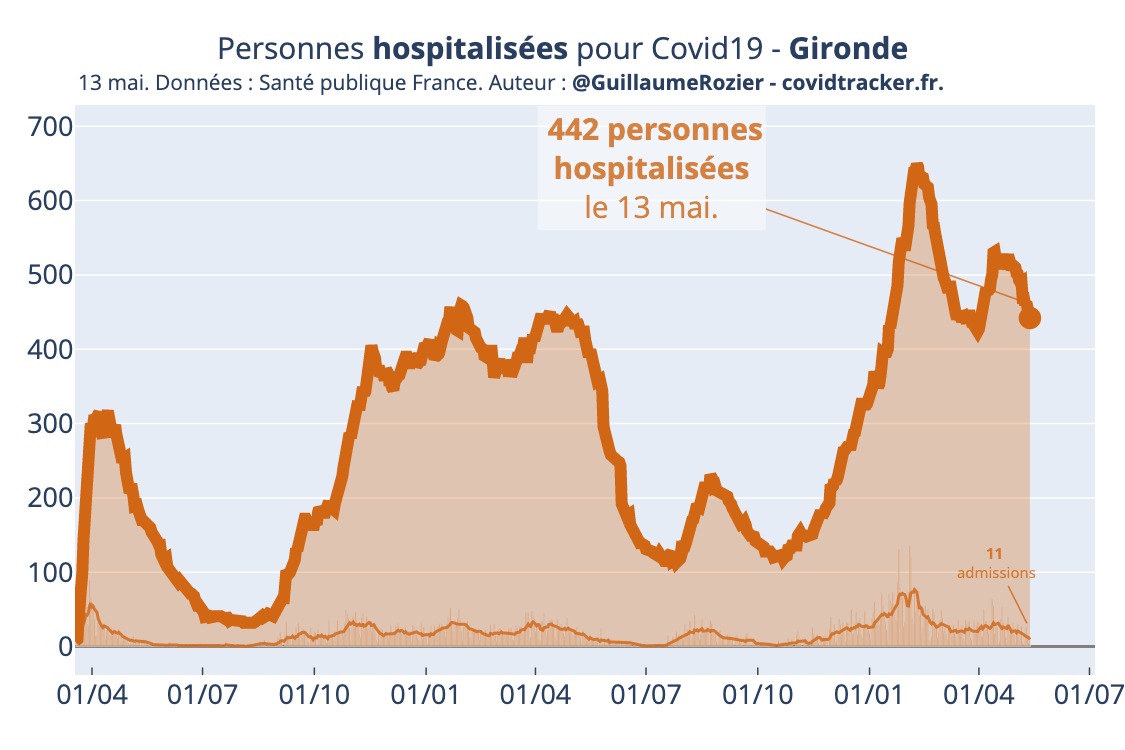 Personnes hospitalisées pour Covid19 - Gironde
13 mai. Données : Santé publique France. Auteur : @GuillaumeRozier - covidtracker.fr.
700
442 personnes
hospitalisées
le 13 mai.
600
500
400
300
200
100
11
admissions
0
01/04 01/07 01/10 01/01 01/04 01/07 01/10 01/01 01/04 01/07